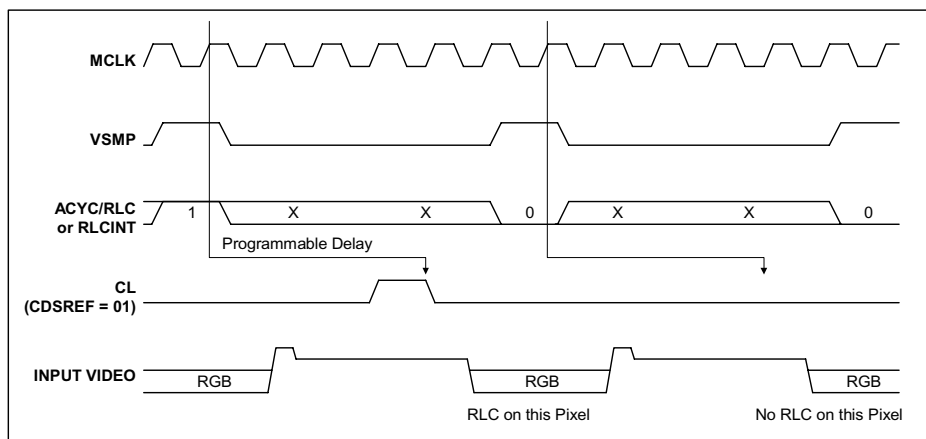 MCLK
VSMP
ACYC/RLC
or RLCINT
1 X X 0 X X 0
Programmable Delay
CL
(CDSREF = 01)
INPUT VIDEO
RGB RGB RGB
RLC on this Pixel No RLC on this Pixel